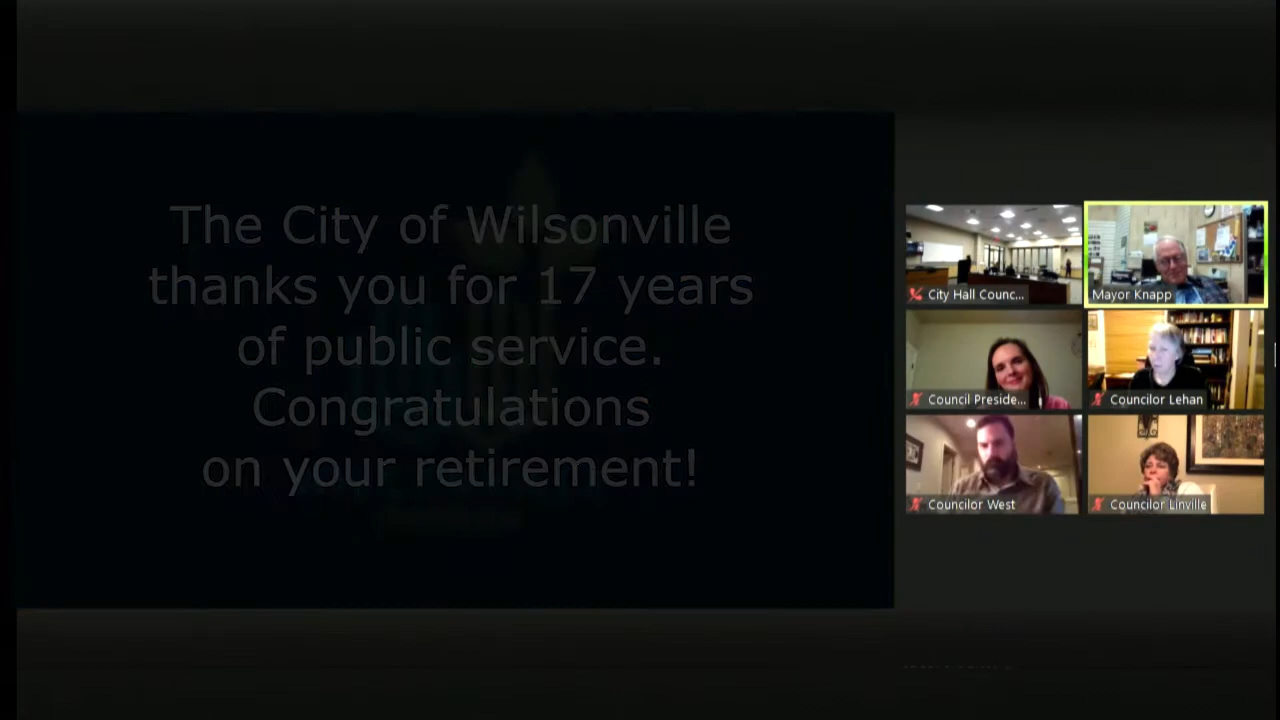 The City of Wilsonville
thanks you for 17 years
of public service.
Congratulations
on your retirement!
City Hall Counc...
Mayor Knapp
Council Preside...
Councilor Lehan
Councilor West
Councilor Linville